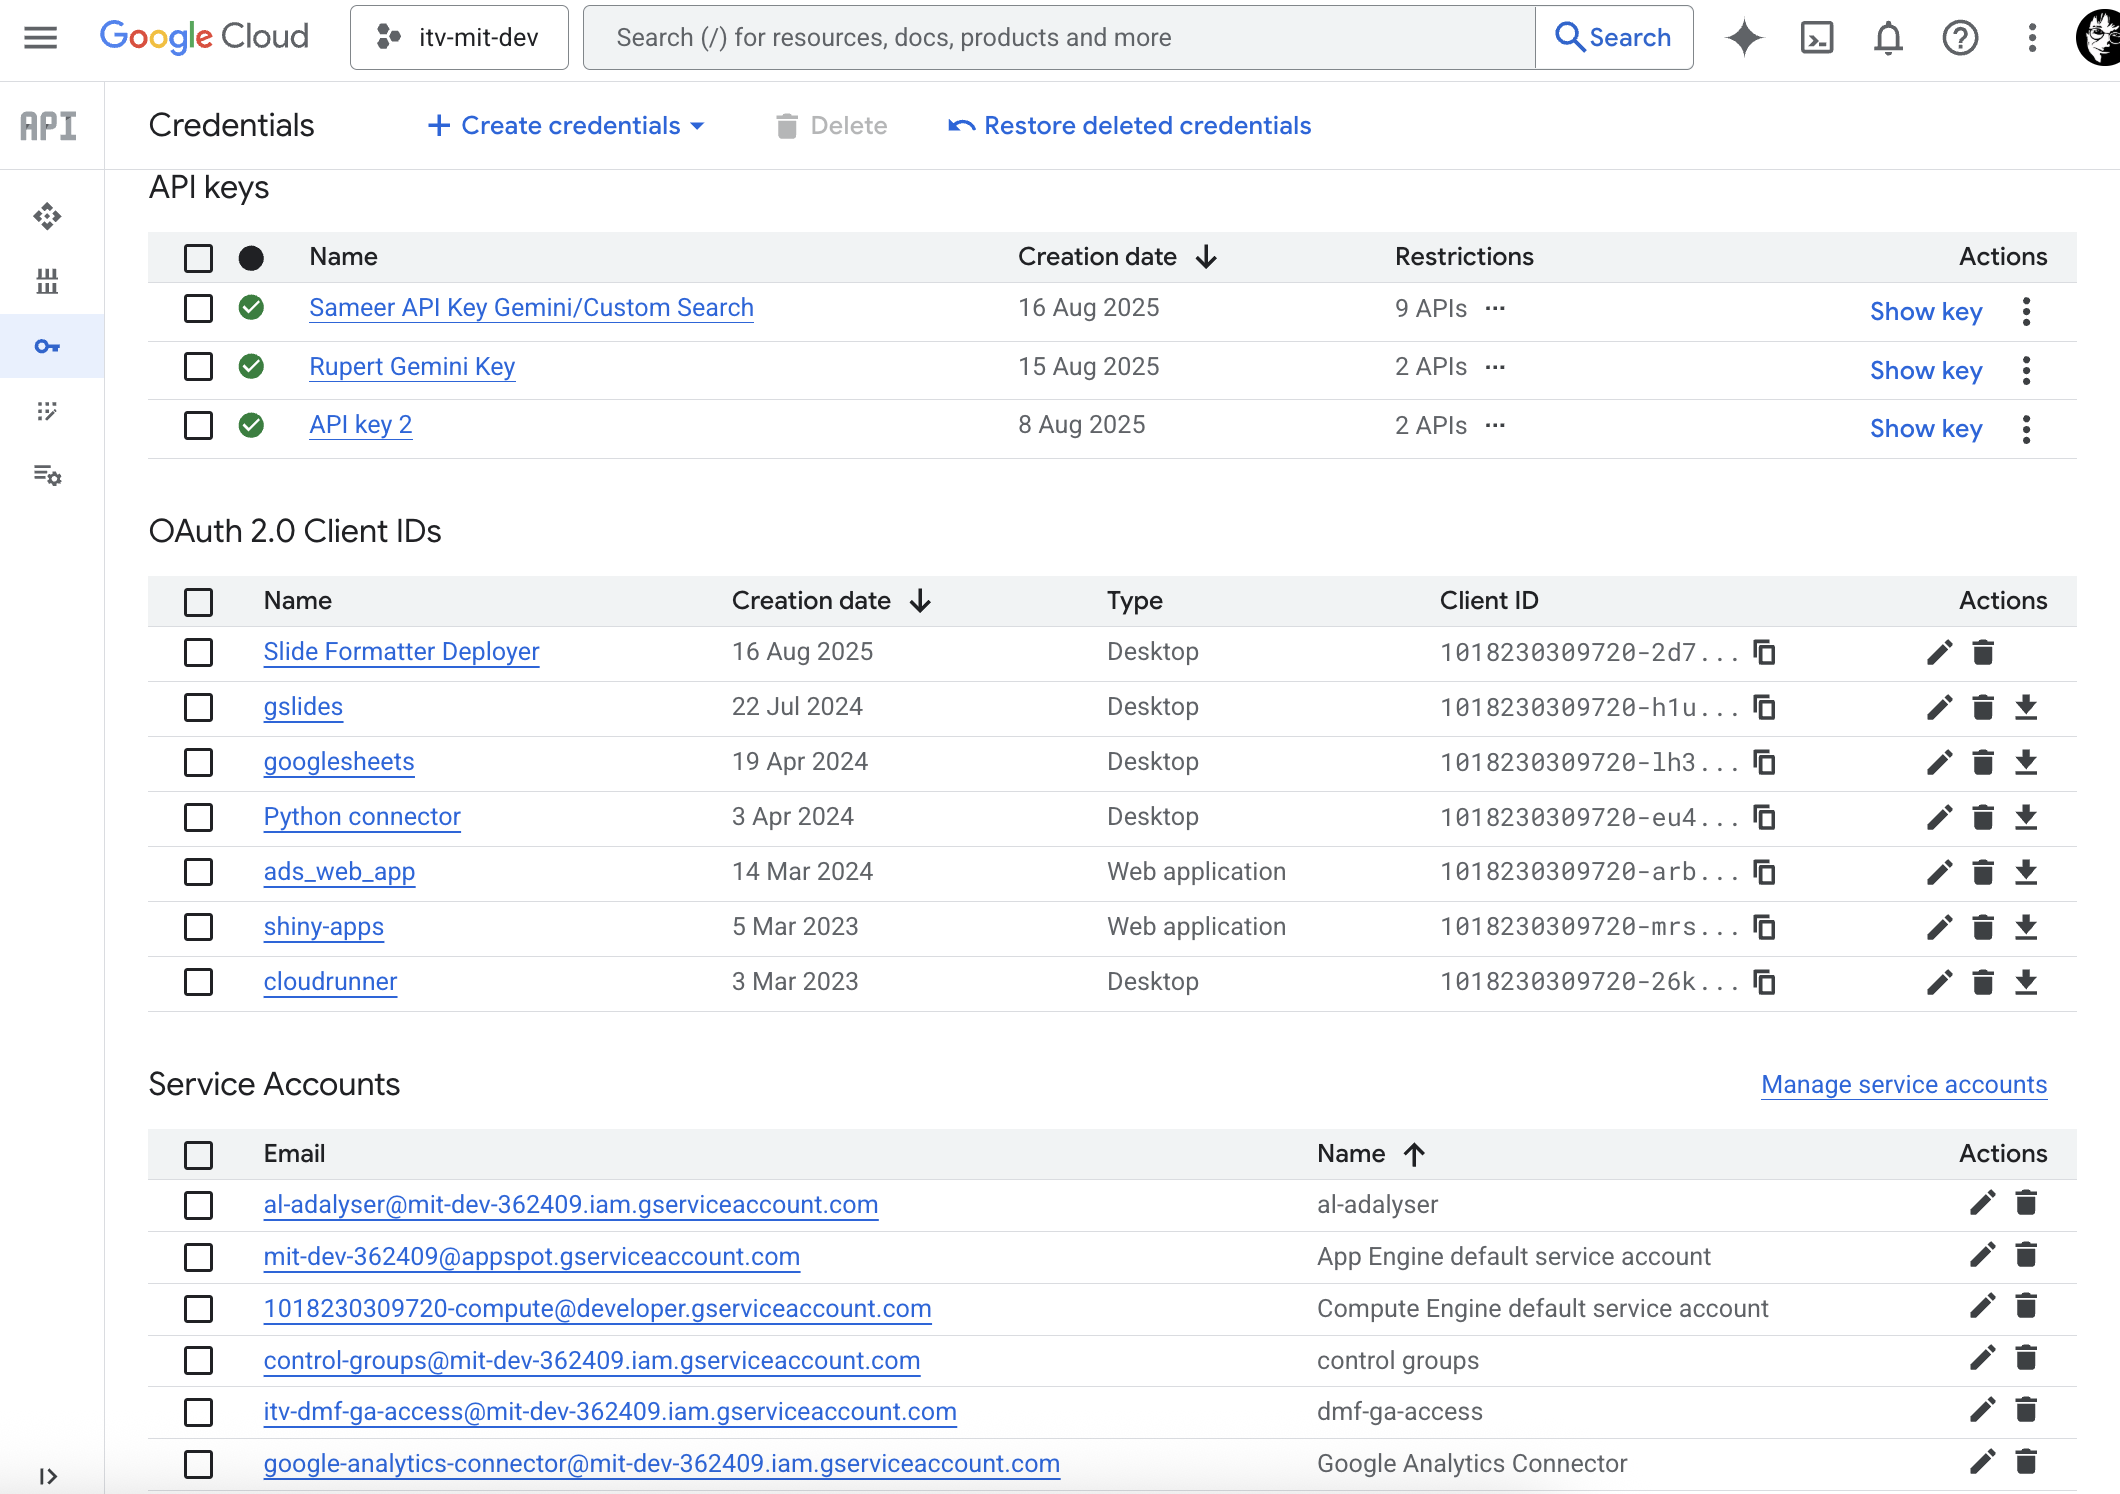 Google Cloud
itv-mit-dev
Search (/) for resources, docs, products and more
Search
API
Credentials
+ Create credentials
Delete
Restore deleted credentials
API keys
Name Creation date Restrictions Actions
Sameer API Key Gemini/Custom Search 16 Aug 2025 9 APIs ... Show key
Rupert Gemini Key 15 Aug 2025 2 APIs ... Show key
API key 2 8 Aug 2025 2 APIs ... Show key
OAuth 2.0 Client IDs
Name Creation date Type Client ID Actions
Slide Formatter Deployer 16 Aug 2025 Desktop 1018230309720-2d7...
gslides 22 Jul 2024 Desktop 1018230309720-h1u...
googlesheets 19 Apr 2024 Desktop 1018230309720-lh3...
Python connector 3 Apr 2024 Desktop 1018230309720-eu4...
ads_web_app 14 Mar 2024 Web application 1018230309720-arb...
shiny-apps 5 Mar 2023 Web application 1018230309720-mrs...
cloudrunner 3 Mar 2023 Desktop 1018230309720-26k...
Service Accounts
Manage service accounts
Email Name Actions
al-adalyser@mit-dev-362409.iam.gserviceaccount.com al-adalyser
mit-dev-362409@appspot.gserviceaccount.com App Engine default service account
1018230309720-compute@developer.gserviceaccount.com Compute Engine default service account
control-groups@mit-dev-362409.iam.gserviceaccount.com control groups
itv-dmf-ga-access@mit-dev-362409.iam.gserviceaccount.com dmf-ga-access
google-analytics-connector@mit-dev-362409.iam.gserviceaccount.com Google Analytics Connector